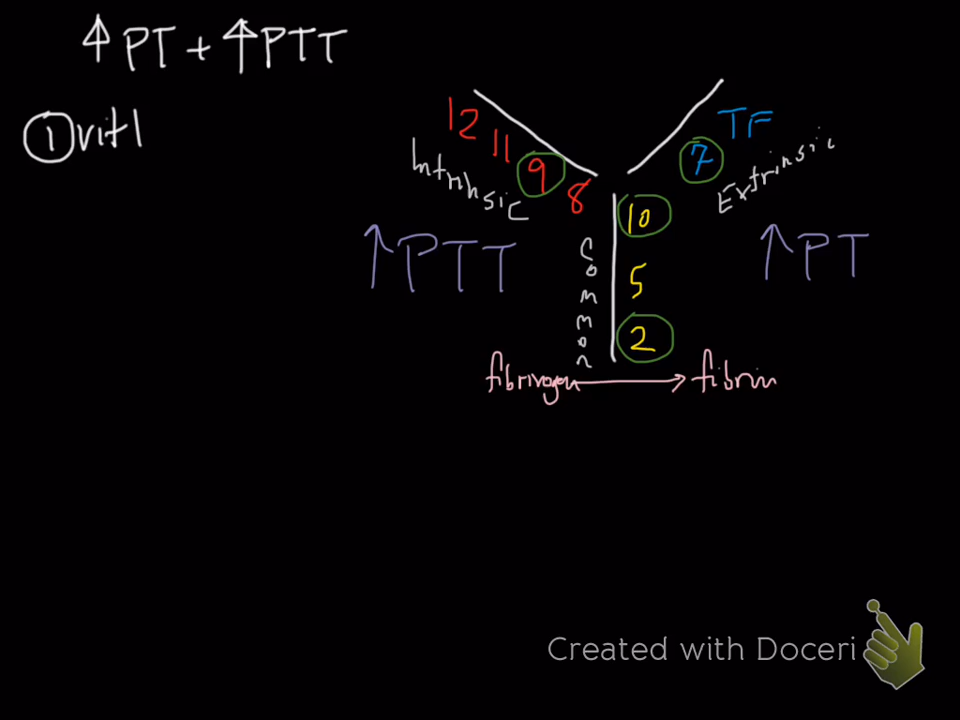 ↑PT + ↑PTT
① vitl
12
11
9
8
Intrinsic
↑PTT
TF
7
Extrinsic
↑PT
10
5
2
common
fibrinogen → fibrin
Created with Doceri